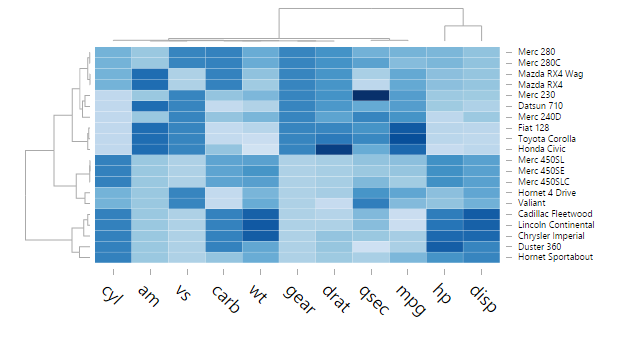 Merc 280
Merc 280C
Mazda RX4 Wag
Mazda RX4
Merc 230
Datsun 710
Merc 240D
Fiat 128
Toyota Corolla
Honda Civic
Merc 450SL
Merc 450SE
Merc 450SLC
Hornet 4 Drive
Valiant
Cadillac Fleetwood
Lincoln Continental
Chrysler Imperial
Duster 360
Hornet Sportabout
cyl am vs carb wt gear drat qsec mpg hp disp